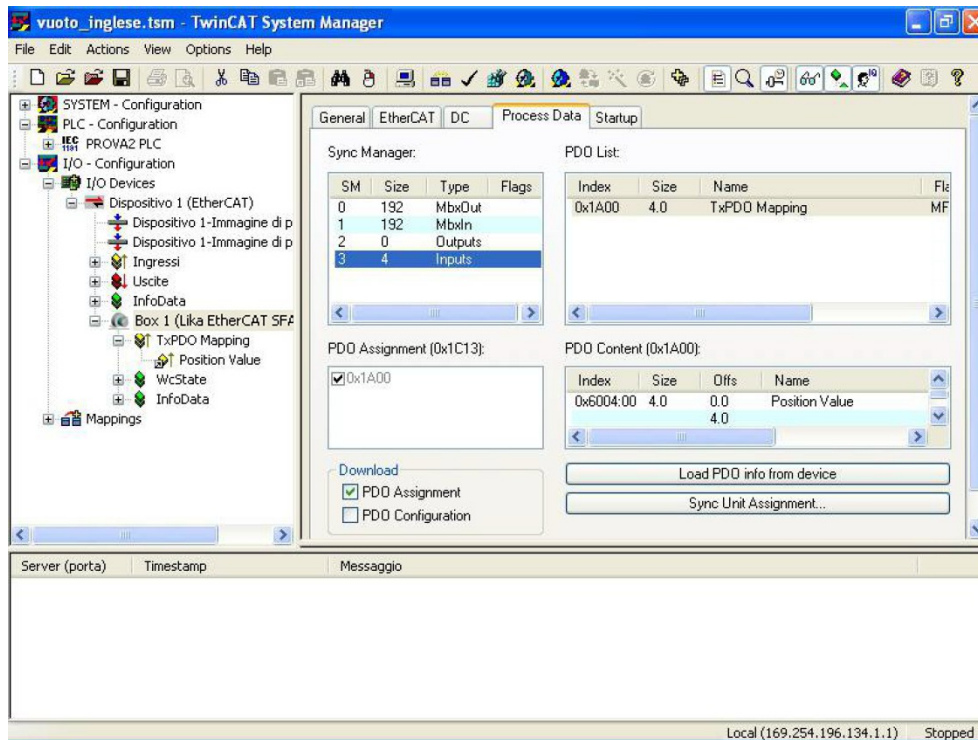 vuoto_inglese.tsm - TwinCAT System Manager
File Edit Actions View Options Help
SYSTEM - Configuration
PLC - Configuration
IEC 1131 PROVA2 PLC
I/O - Configuration
I/O Devices
Dispositivo 1 (EtherCAT)
Dispositivo 1-Immagine di p
Dispositivo 1-Immagine di p
Ingressi
Uscite
InfoData
Box 1 (Lika EtherCAT SFA
TxPDO Mapping
Position Value
WcState
InfoData
Mappings
General EtherCAT DC Process Data Startup
Sync Manager:
SM Size Type Flags
0 192 MbxOut
1 192 MbxIn
2 0 Outputs
3 4 Inputs
PDO List:
Index Size Name Fla
0x1A00 4.0 TxPDO Mapping MF
PDO Assignment (0x1C13):
0x1A00
PDO Content (0x1A00):
Index Size Offs Name
0x6004:00 4.0 0.0 Position Value
4.0
Download
PDO Assignment
PDO Configuration
Load PDO info from device
Sync Unit Assignment...
Server (porta) Timestamp Messaggio
Local (169.254.196.134.1.1) Stopped